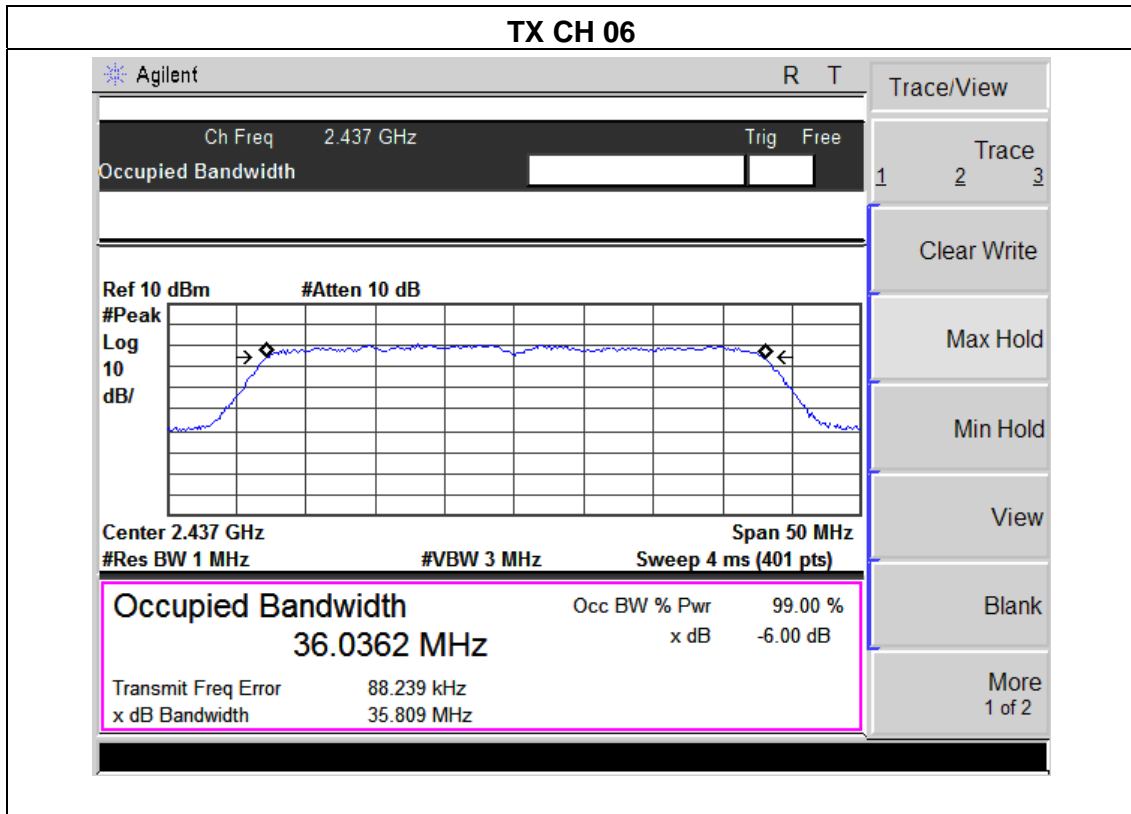 TX CH 06
Agilent R T
Trace/View
Ch Freq 2.437 GHz Trig Free
Occupied Bandwidth
Trace
1 2 3
Clear Write
Ref 10 dBm #Atten 10 dB
#Peak
Log
10
dB/
Max Hold
Min Hold
View
Center 2.437 GHz Span 50 MHz
#Res BW 1 MHz #VBW 3 MHz Sweep 4 ms (401 pts)
Occupied Bandwidth Occ BW % Pwr 99.00 %
36.0362 MHz x dB -6.00 dB
Blank
Transmit Freq Error 88.239 kHz
x dB Bandwidth 35.809 MHz
More
1 of 2